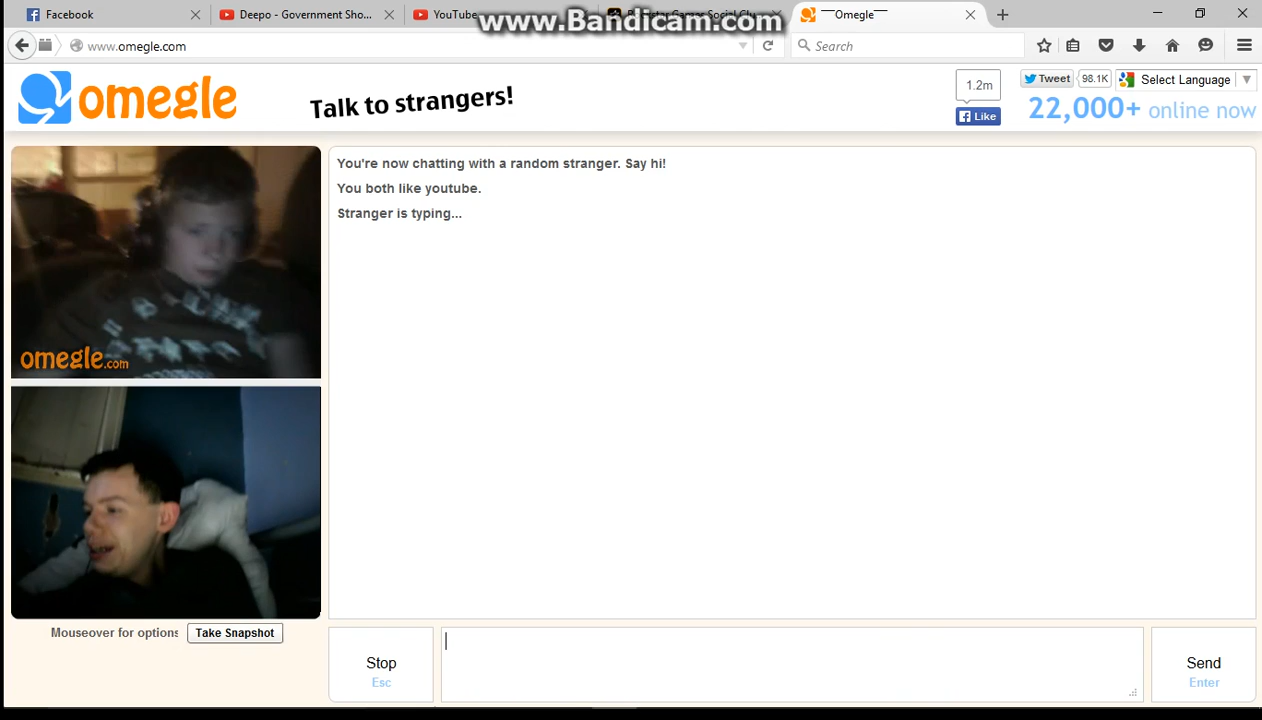 Facebook
Deepo - Government Sho...
YouTube
www.Bandicam.com
Omegle
www.omegle.com
Search
omegle
Talk to strangers!
1.2m
Like
Tweet
98.1K
Select Language
22,000+ online now
You're now chatting with a random stranger. Say hi!
You both like youtube.
Stranger is typing...
omegle.com
Mouseover for options
Take Snapshot
Stop
Esc
Send
Enter